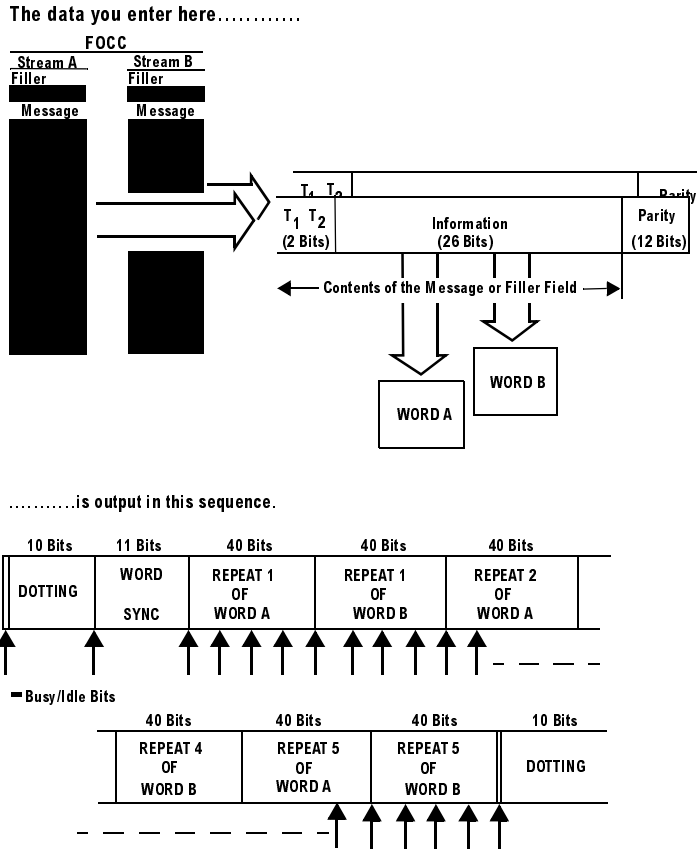 The data you enter here............
FOCC
Stream A Stream B
Filler Filler
Message Message
T1 T2 Parity
T1 T2 Information Parity
(2 Bits) (26 Bits) (12 Bits)
Contents of the Message or Filler Field
WORD A WORD B
...........is output in this sequence.
10 Bits 11 Bits 40 Bits 40 Bits 40 Bits
DOTTING WORD SYNC REPEAT 1 OF WORD A REPEAT 1 OF WORD B REPEAT 2 OF WORD A
Busy/Idle Bits
40 Bits 40 Bits 40 Bits 10 Bits
REPEAT 4 OF WORD B REPEAT 5 OF WORD A REPEAT 5 OF WORD B DOTTING